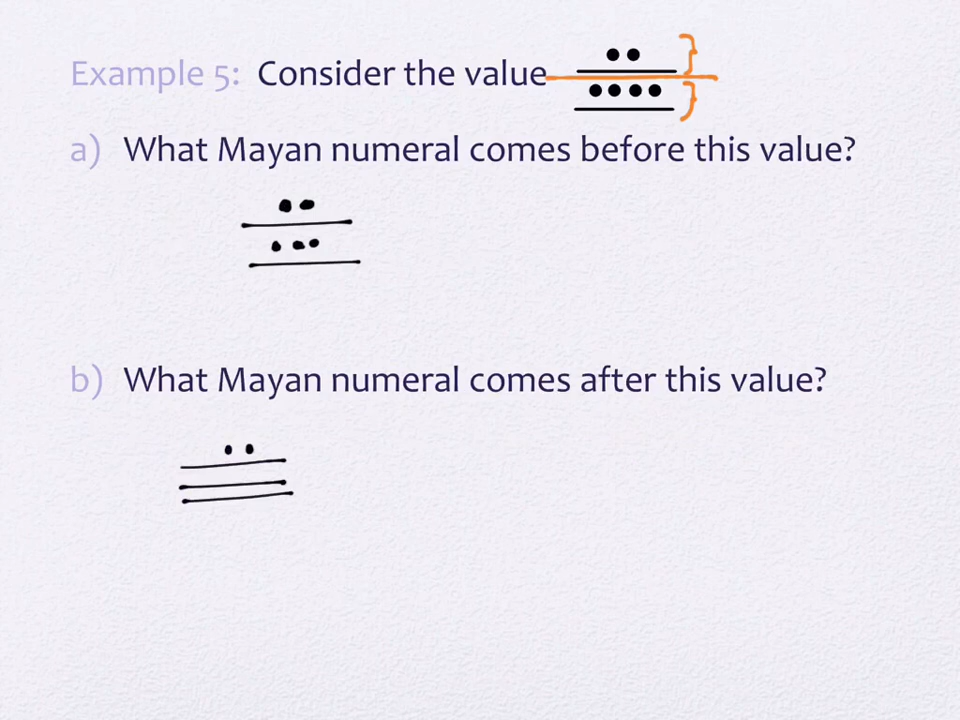 Example 5: Consider the value
a) What Mayan numeral comes before this value?
b) What Mayan numeral comes after this value?